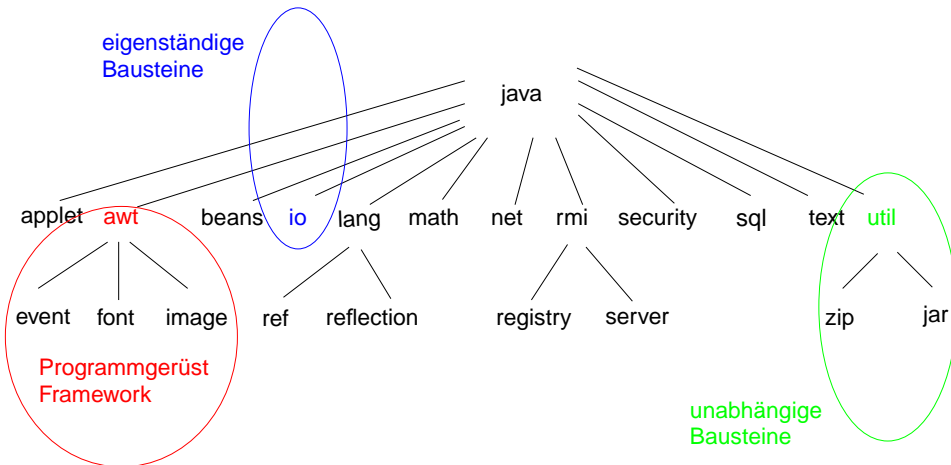 eigenständige
Bausteine
java
applet awt beans io lang math net rmi security sql text util
event font image ref reflection registry server zip jar
Programmgerüst
Framework
unabhängige
Bausteine